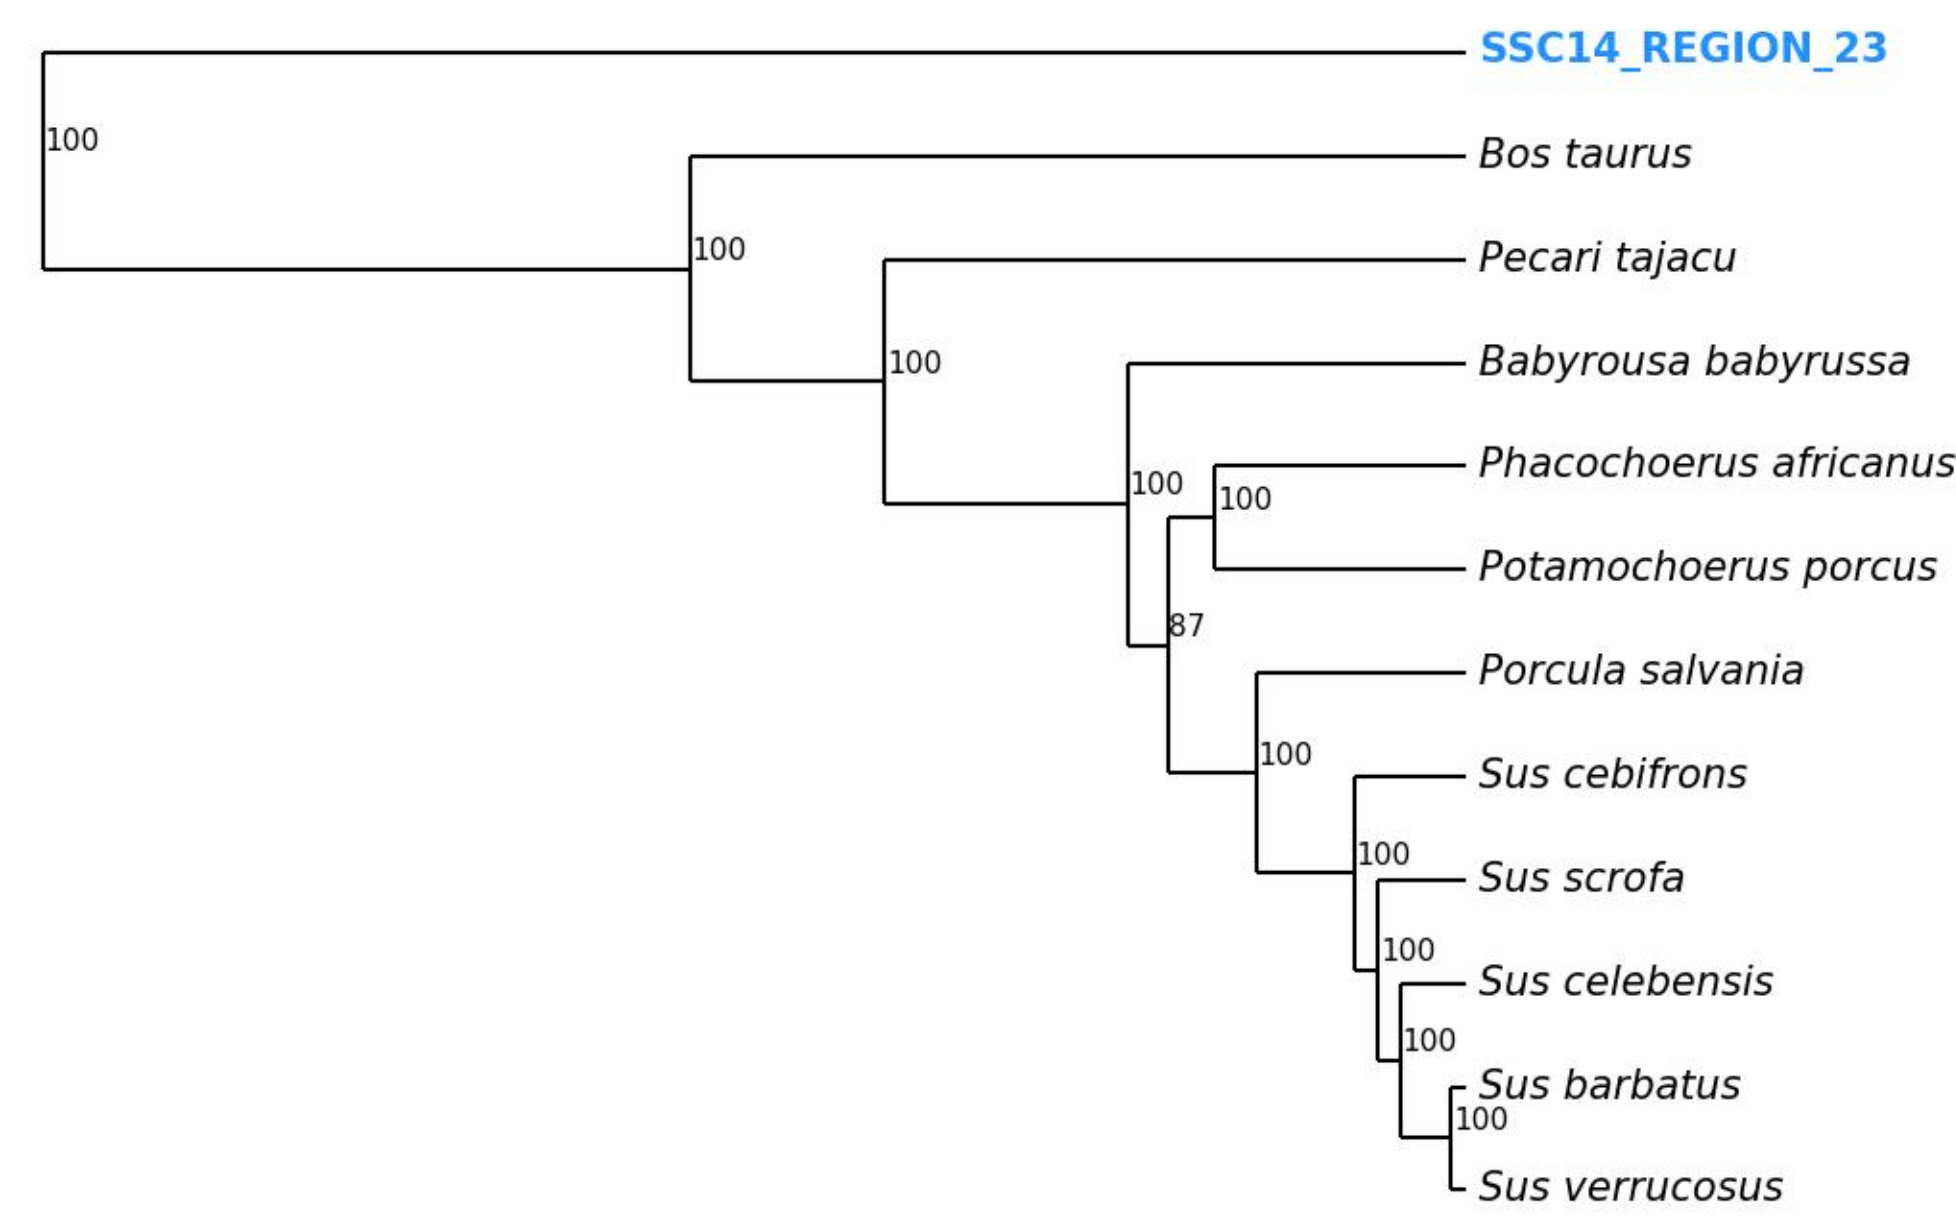 SSC14_REGION_23
100
Bos taurus
100
Pecari tajacu
100
Babyrousa babyrussa
100
Phacochoerus africanus
100
Potamochoerus porcus
87
Porcula salvania
100
Sus cebifrons
100
Sus scrofa
100
Sus celebensis
100
Sus barbatus
100
Sus verrucosus